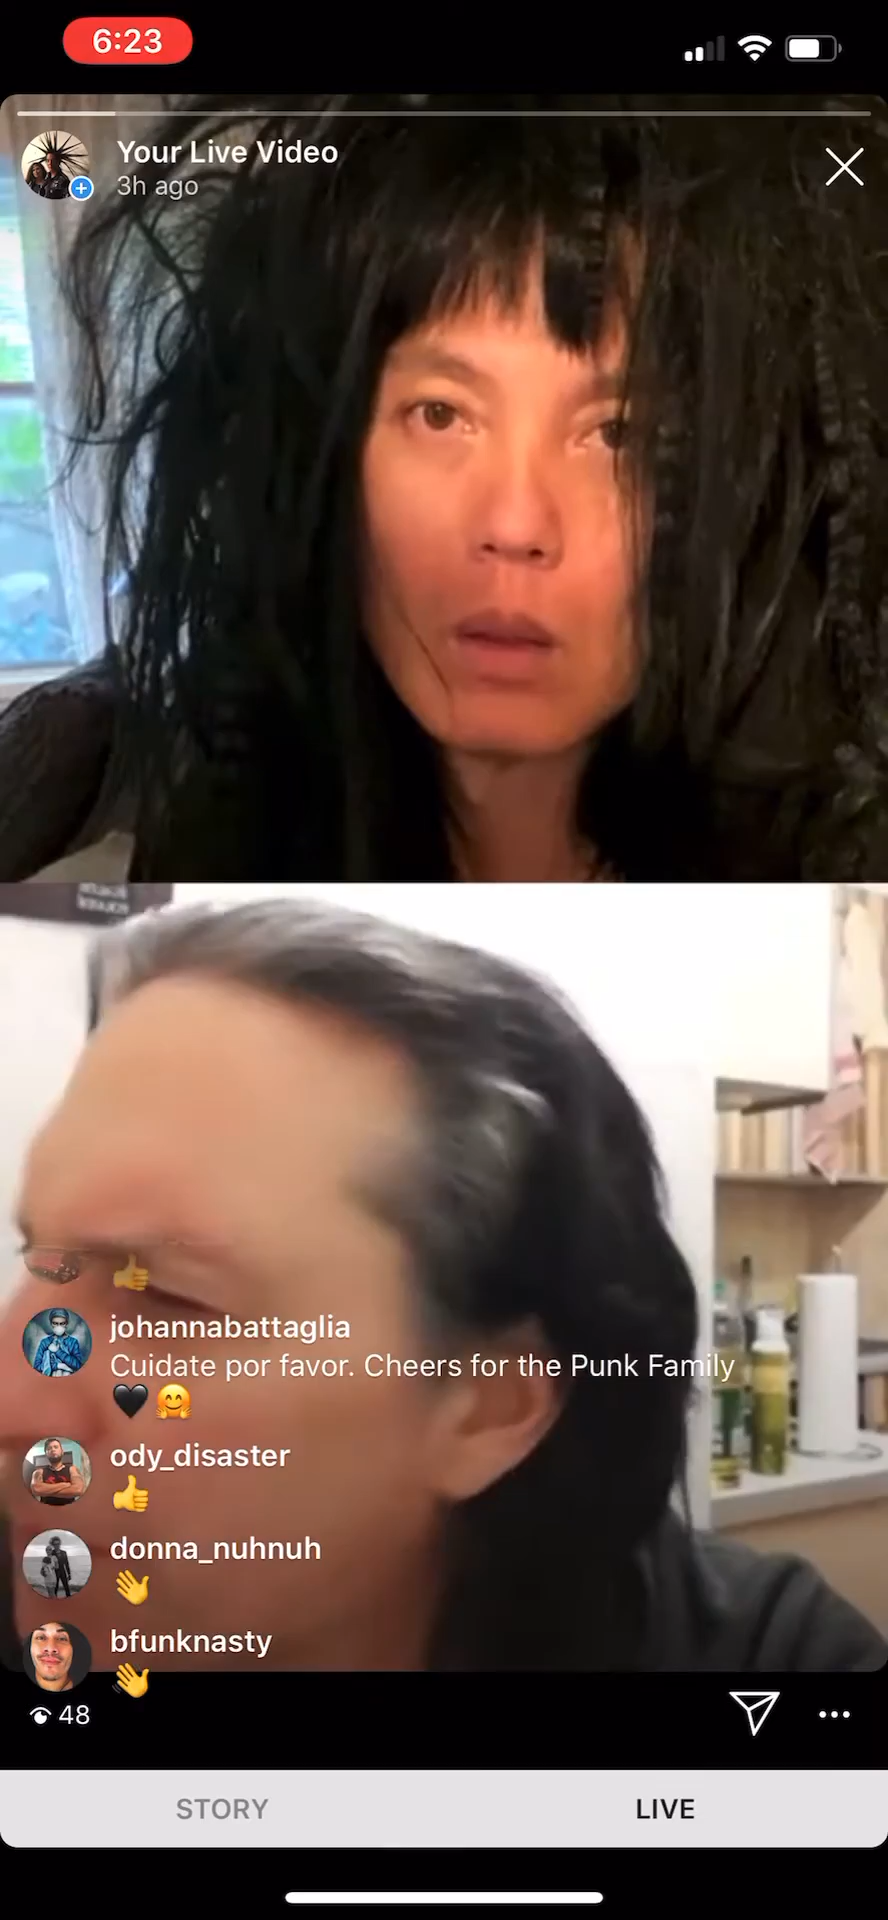 6:23
Your Live Video
3h ago
johannabattaglia
Cuidate por favor. Cheers for the Punk Family
🖤🤗
ody_disaster
👍
donna_nuhnuh
👋
bfunknasty
👋
48
STORY
LIVE